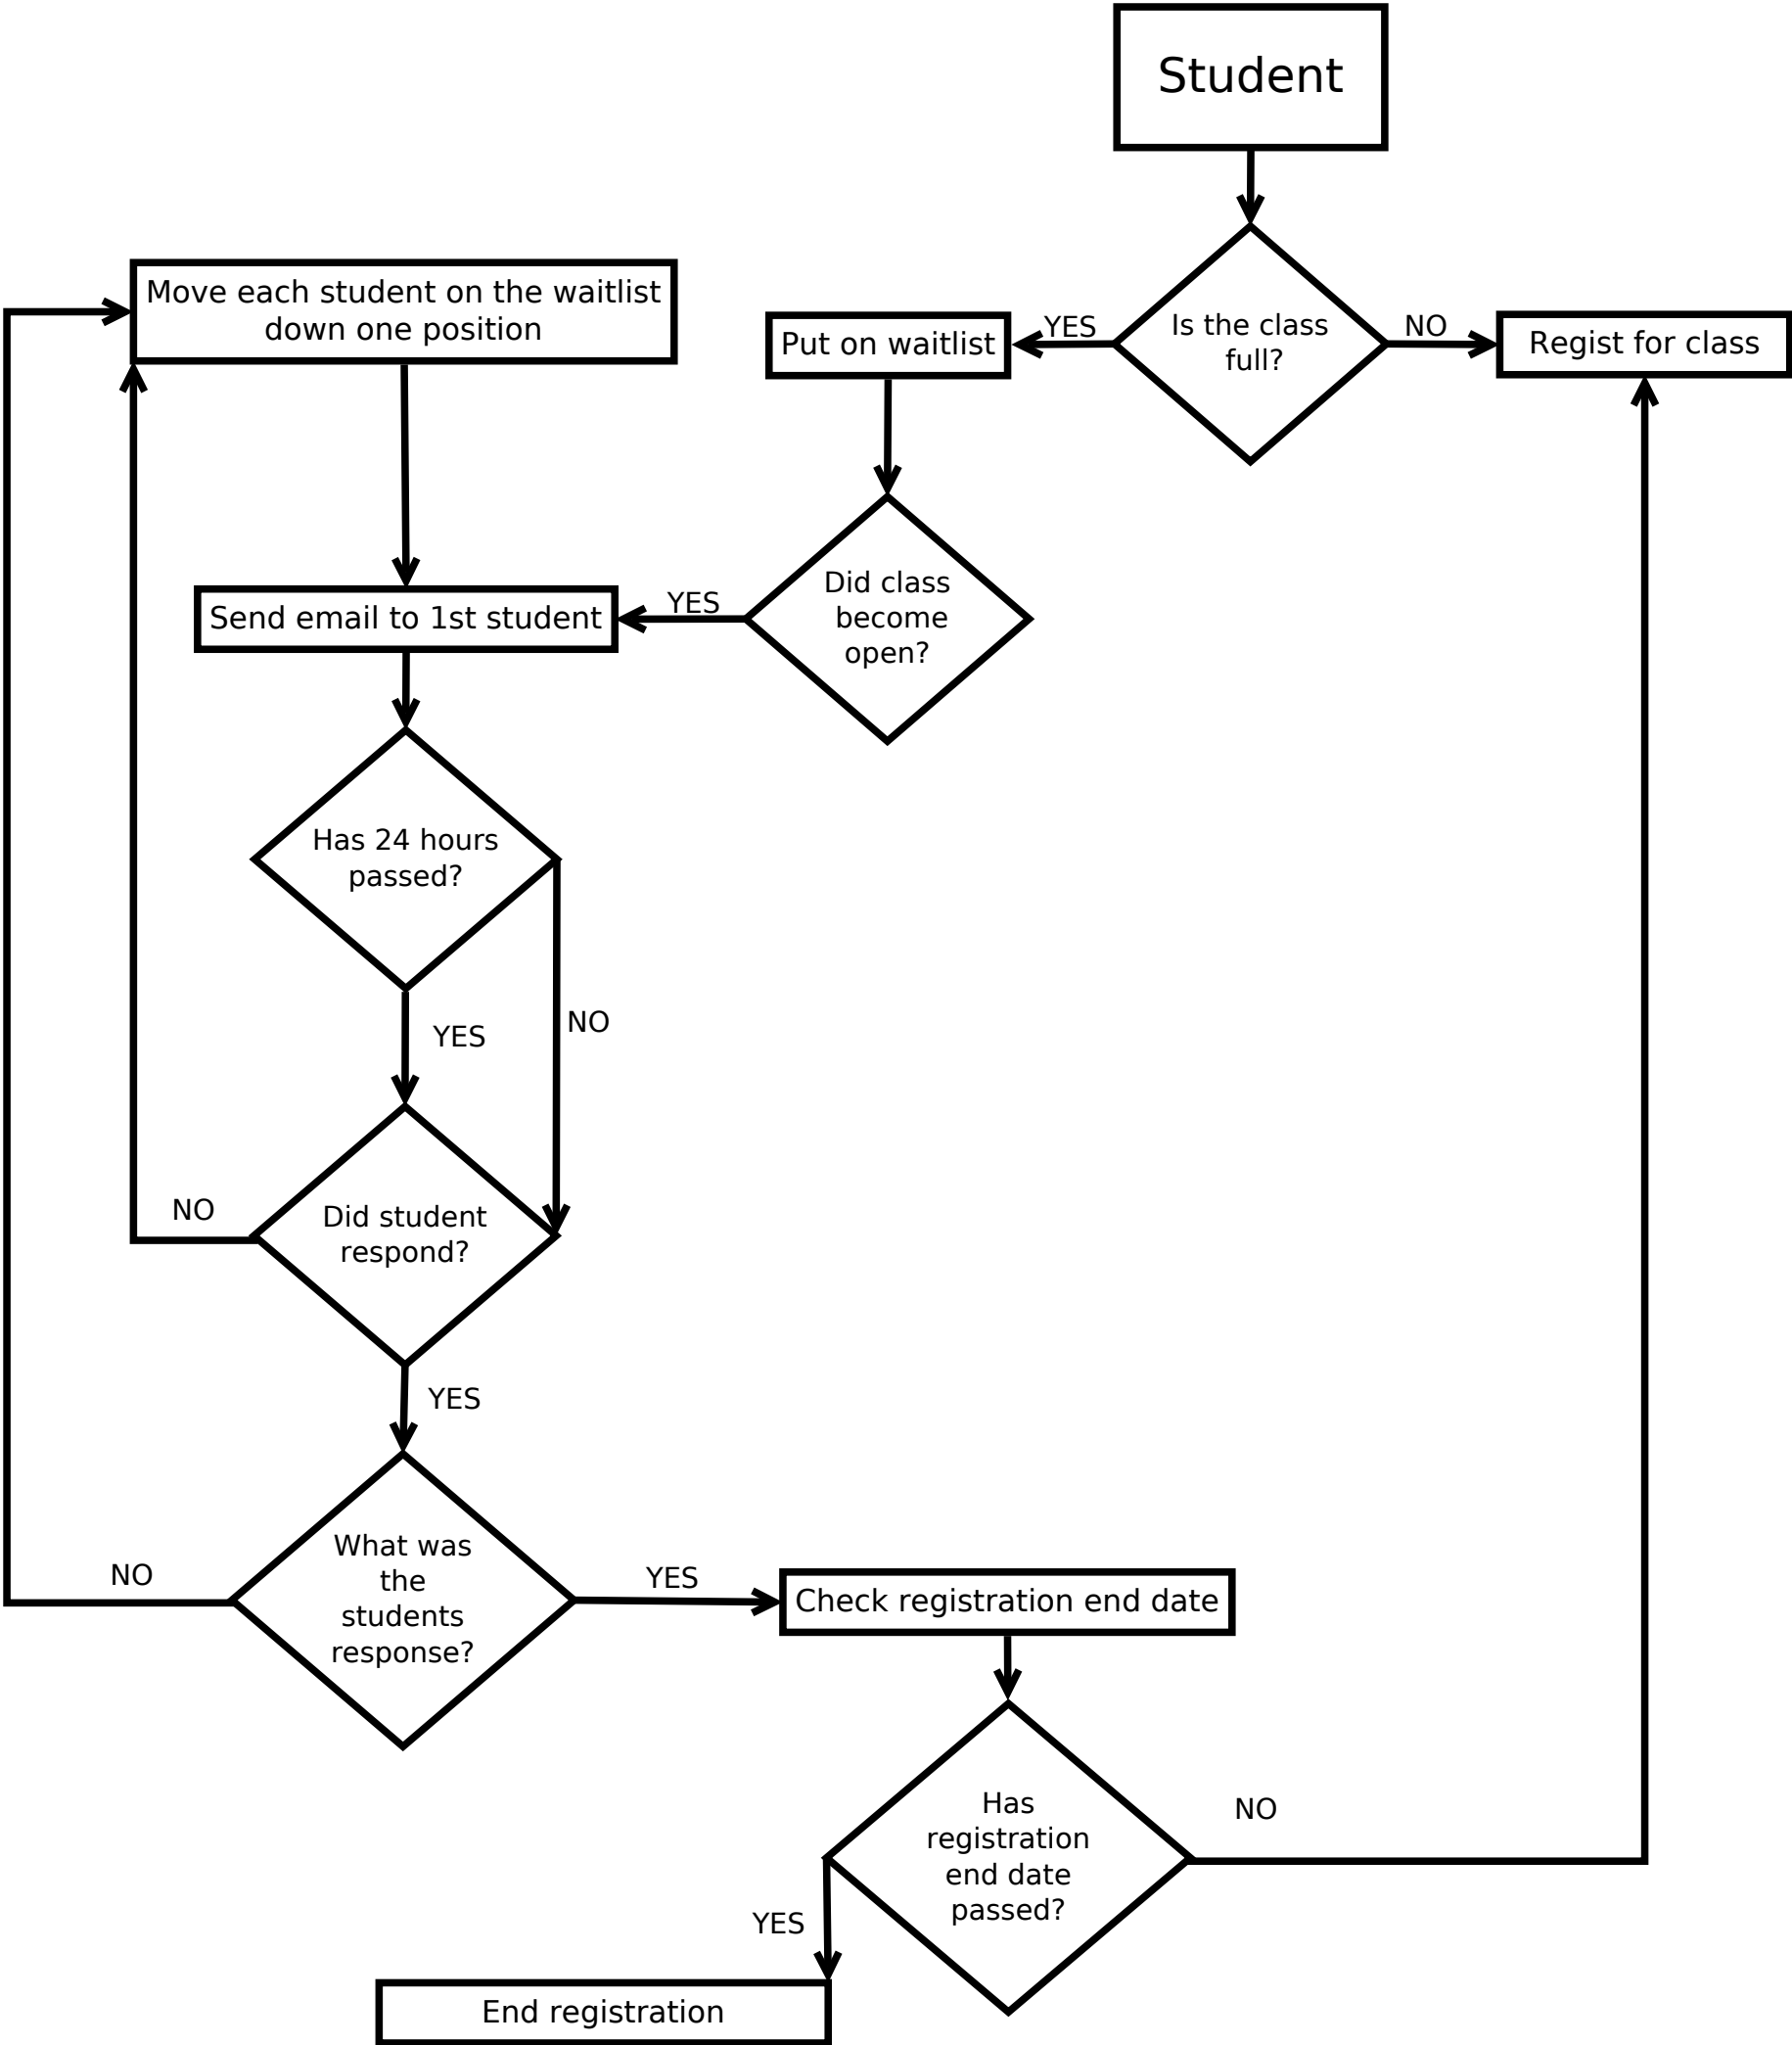 Student
Is the class
full?
YES
NO
Put on waitlist
Regist for class
Move each student on the waitlist
down one position
Did class
become
open?
YES
Send email to 1st student
Has 24 hours
passed?
YES
NO
Did student
respond?
NO
YES
What was
the
students
response?
NO
YES
Check registration end date
Has
registration
end date
passed?
NO
YES
End registration